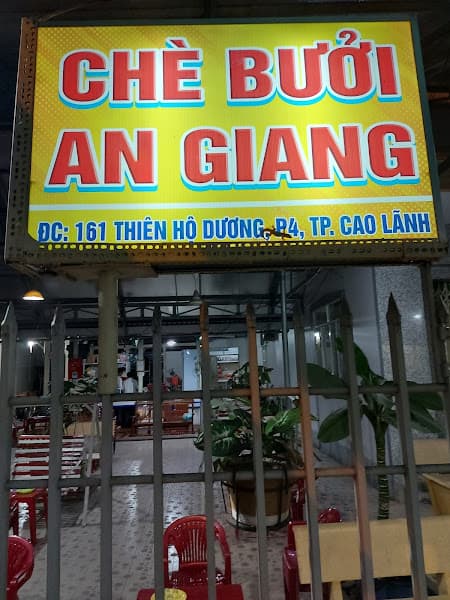 CHÈ BƯỞI
AN GIANG
ĐC: 161 THIÊN HỘ DƯƠNG, P4, TP. CAO LÃNH